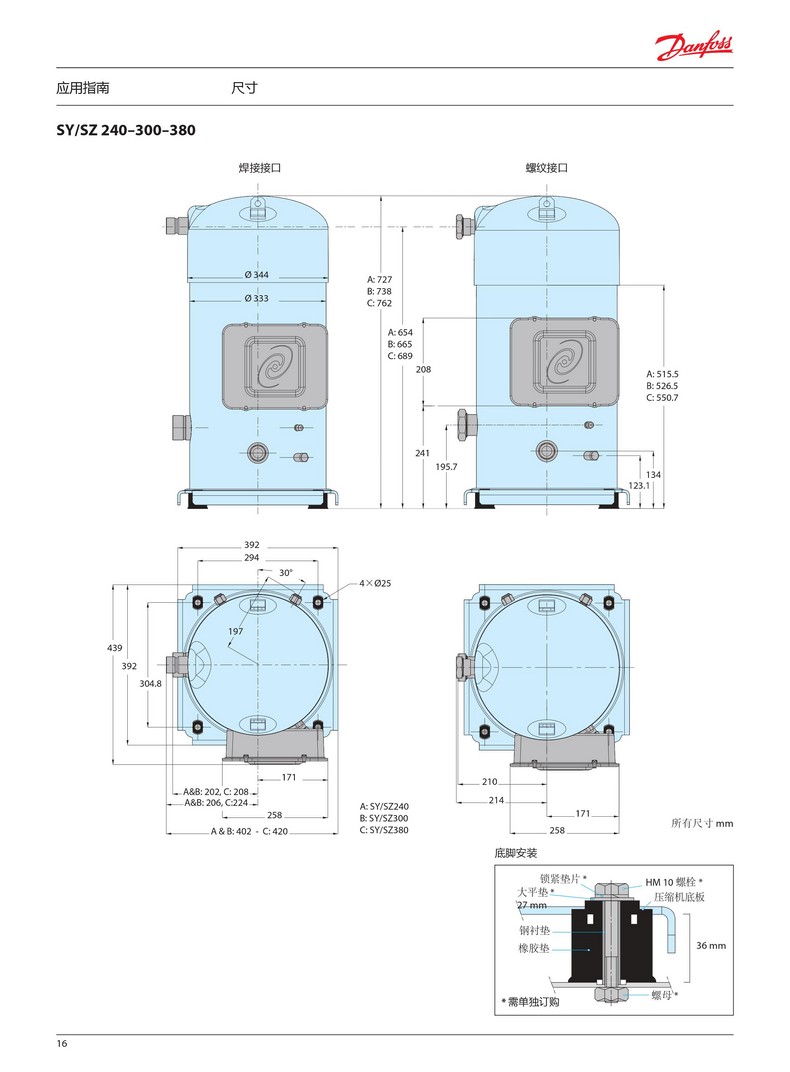 Danfoss
应用指南 尺寸
SY/SZ 240–300–380
焊接接口 螺纹接口
Ø 344
Ø 333
A: 727
B: 738
C: 762
A: 654
B: 665
C: 689
208
241
195.7
A: 515.5
B: 526.5
C: 550.7
134
123.1
392
294
30°
4×Ø25
197
439
392
304.8
171
A&B: 202, C: 208
A&B: 206, C:224
258
A & B: 402 - C: 420
A: SY/SZ240
B: SY/SZ300
C: SY/SZ380
210
214
171
258
所有尺寸 mm
底脚安装
锁紧垫片 *
大平垫 *
27 mm
HM 10 螺栓 *
压缩机底板
钢衬垫
橡胶垫
36 mm
螺母 *
* 需单独订购
16